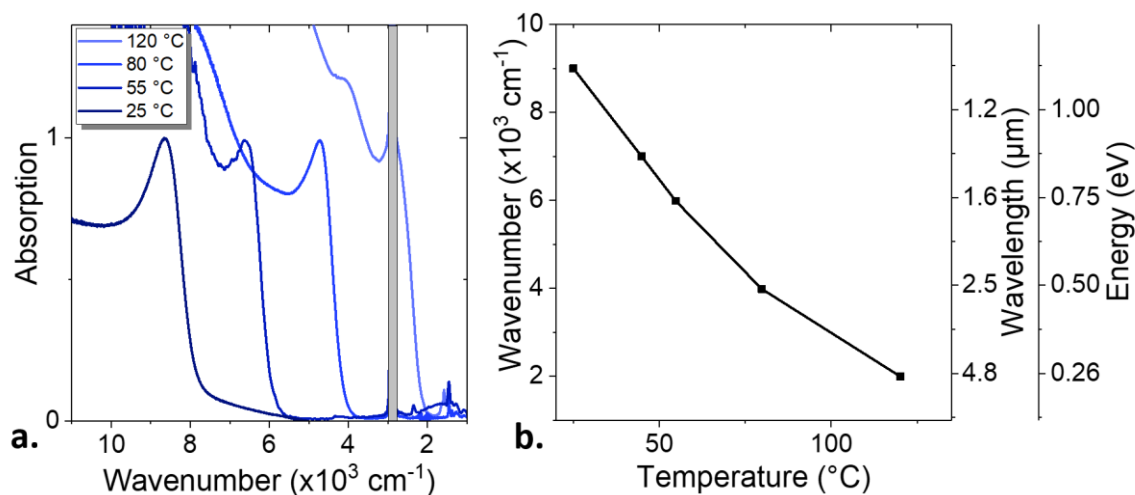 120 °C
80 °C
55 °C
25 °C
1
0
Absorption
10 8 6 4 2
Wavenumber (x10³ cm⁻¹)
a.
10
8
6
4
2
Wavenumber (x10³ cm⁻¹)
50 100
Temperature (°C)
1.2
1.6
2.5
4.8
Wavelength (µm)
1.00
0.75
0.50
0.26
Energy (eV)
b.